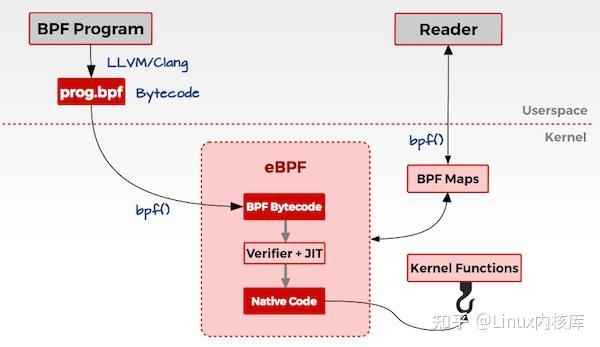 BPF Program
Reader
LLVM/Clang
prog.bpf
Bytecode
Userspace
Kernel
bpf()
eBPF
BPF Maps
bpf()
BPF Bytecode
Verifier + JIT
Kernel Functions
Native Code
知乎 @Linux内核库